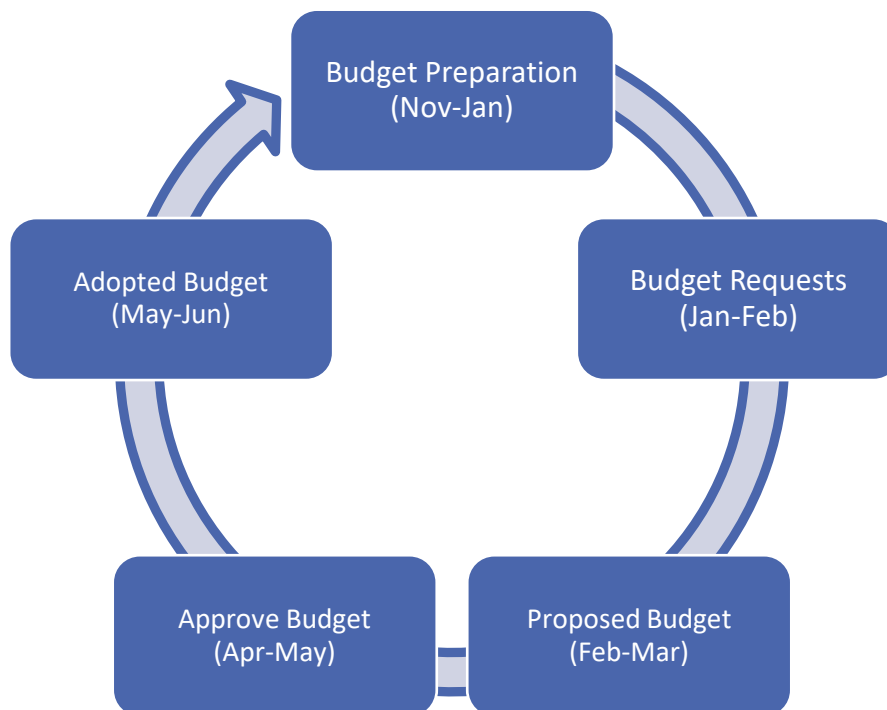 Budget Preparation
(Nov-Jan)
Budget Requests
(Jan-Feb)
Proposed Budget
(Feb-Mar)
Approve Budget
(Apr-May)
Adopted Budget
(May-Jun)